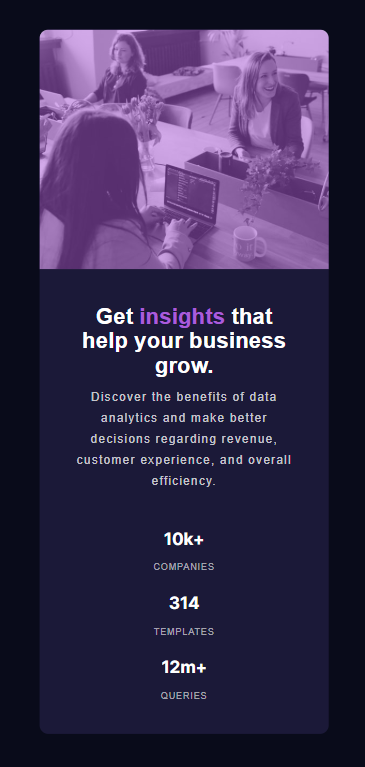 Get insights that
help your business
grow.
Discover the benefits of data
analytics and make better
decisions regarding revenue,
customer experience, and overall
efficiency.
10k+
COMPANIES
314
TEMPLATES
12m+
QUERIES